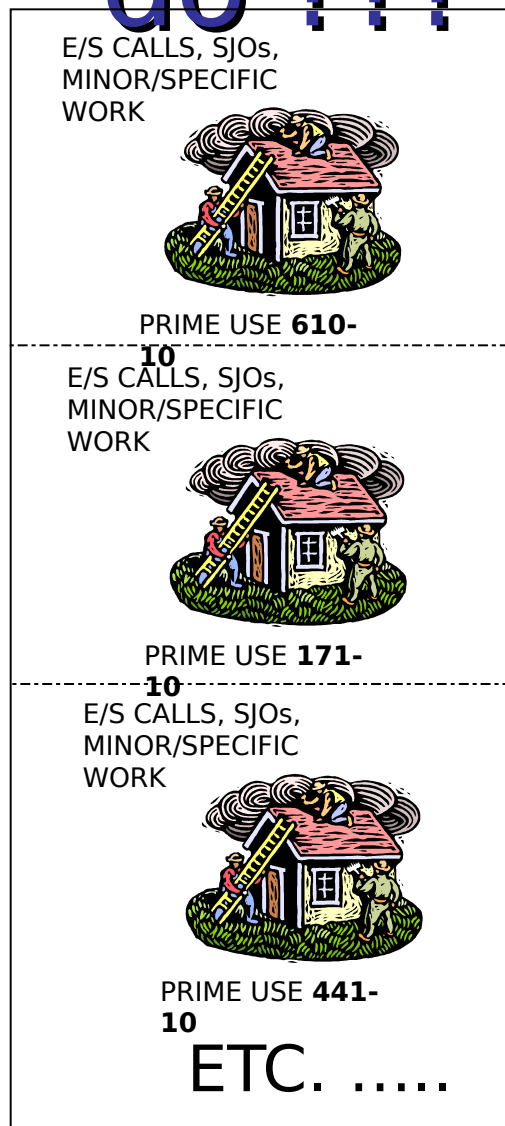 do !!!
E/S CALLS, SJOs,
MINOR/SPECIFIC
WORK
PRIME USE 610-
10
E/S CALLS, SJOs,
MINOR/SPECIFIC
WORK
PRIME USE 171-
10
E/S CALLS, SJOs,
MINOR/SPECIFIC
WORK
PRIME USE 441-
10
ETC. .....